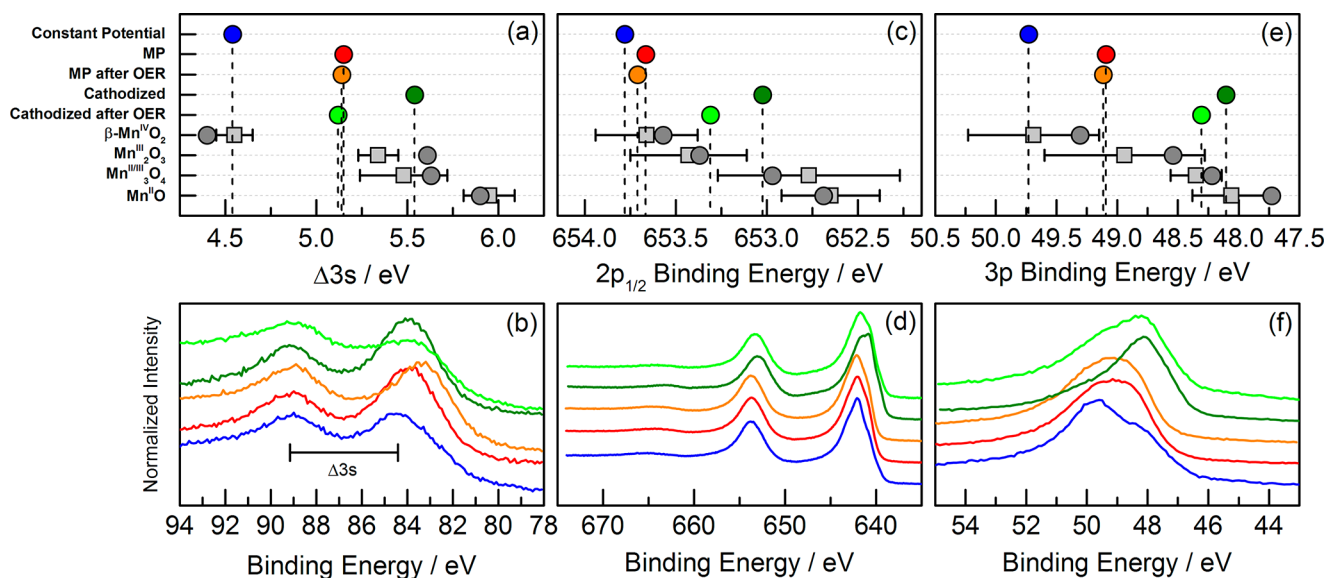 Constant Potential
MP
MP after OER
Cathodized
Cathodized after OER
β-Mn^IV O₂
Mn^III ₂O₃
Mn^II/III ₃O₄
Mn^II O
(a)
4.5 5.0 5.5 6.0
Δ3s / eV
(c)
654.0 653.5 653.0 652.5
2p₁/₂ Binding Energy / eV
(e)
50.5 50.0 49.5 49.0 48.5 48.0 47.5
3p Binding Energy / eV
Normalized Intensity
(b)
Δ3s
94 92 90 88 86 84 82 80 78
Binding Energy / eV
(d)
670 660 650 640
Binding Energy / eV
(f)
54 52 50 48 46 44
Binding Energy / eV